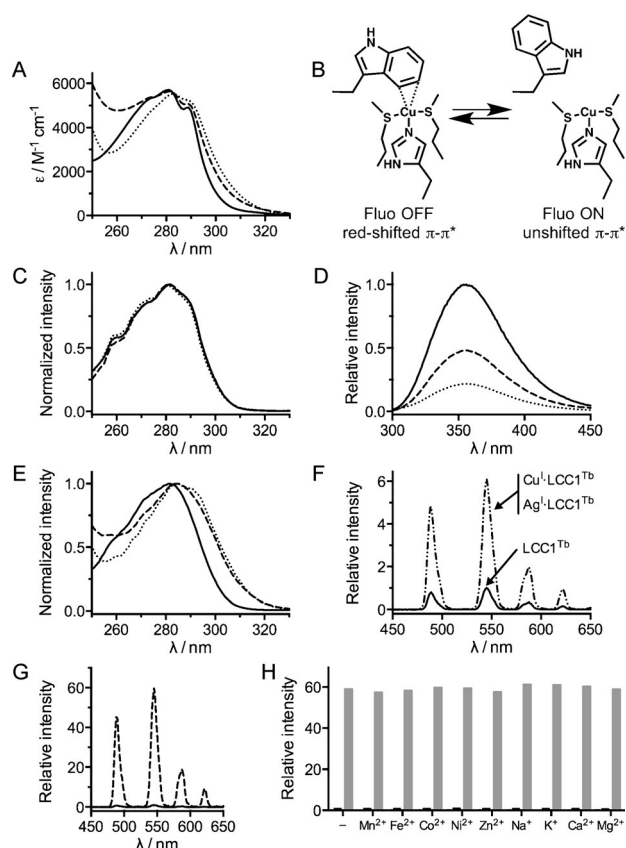 A
6000
4000
2000
0
ε / M⁻¹ cm⁻¹
260 280 300 320
λ / nm
B
HN
Cu
S S
N
HN
Fluo OFF
red-shifted π-π*
NH
Cu
S S
N
HN
Fluo ON
unshifted π-π*
C
1.0
0.5
0.0
Normalized intensity
260 280 300 320
λ / nm
D
1.0
0.5
0.0
Relative intensity
300 350 400 450
λ / nm
E
1.0
0.5
0.0
Normalized intensity
260 280 300 320
λ / nm
F
6
4
2
1
0
Relative intensity
Cuᴵ·LCC1ᵀᵇ
Agᴵ·LCC1ᵀᵇ
LCC1ᵀᵇ
450 500 550 600 650
λ / nm
G
60
40
20
0
Relative intensity
450 500 550 600 650
λ / nm
H
60
40
20
0
Relative intensity
– Mn²⁺ Fe²⁺ Co²⁺ Ni²⁺ Zn²⁺ Na⁺ K⁺ Ca²⁺ Mg²⁺